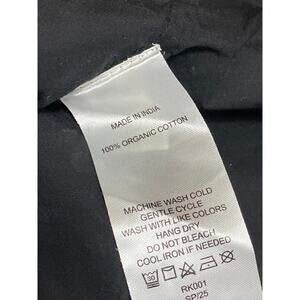 MADE IN INDIA
100% ORGANIC COTTON
MACHINE WASH COLD
GENTLE CYCLE
WASH WITH LIKE COLORS
HANG DRY
DO NOT BLEACH
COOL IRON IF NEEDED
30
RK001
SP/25